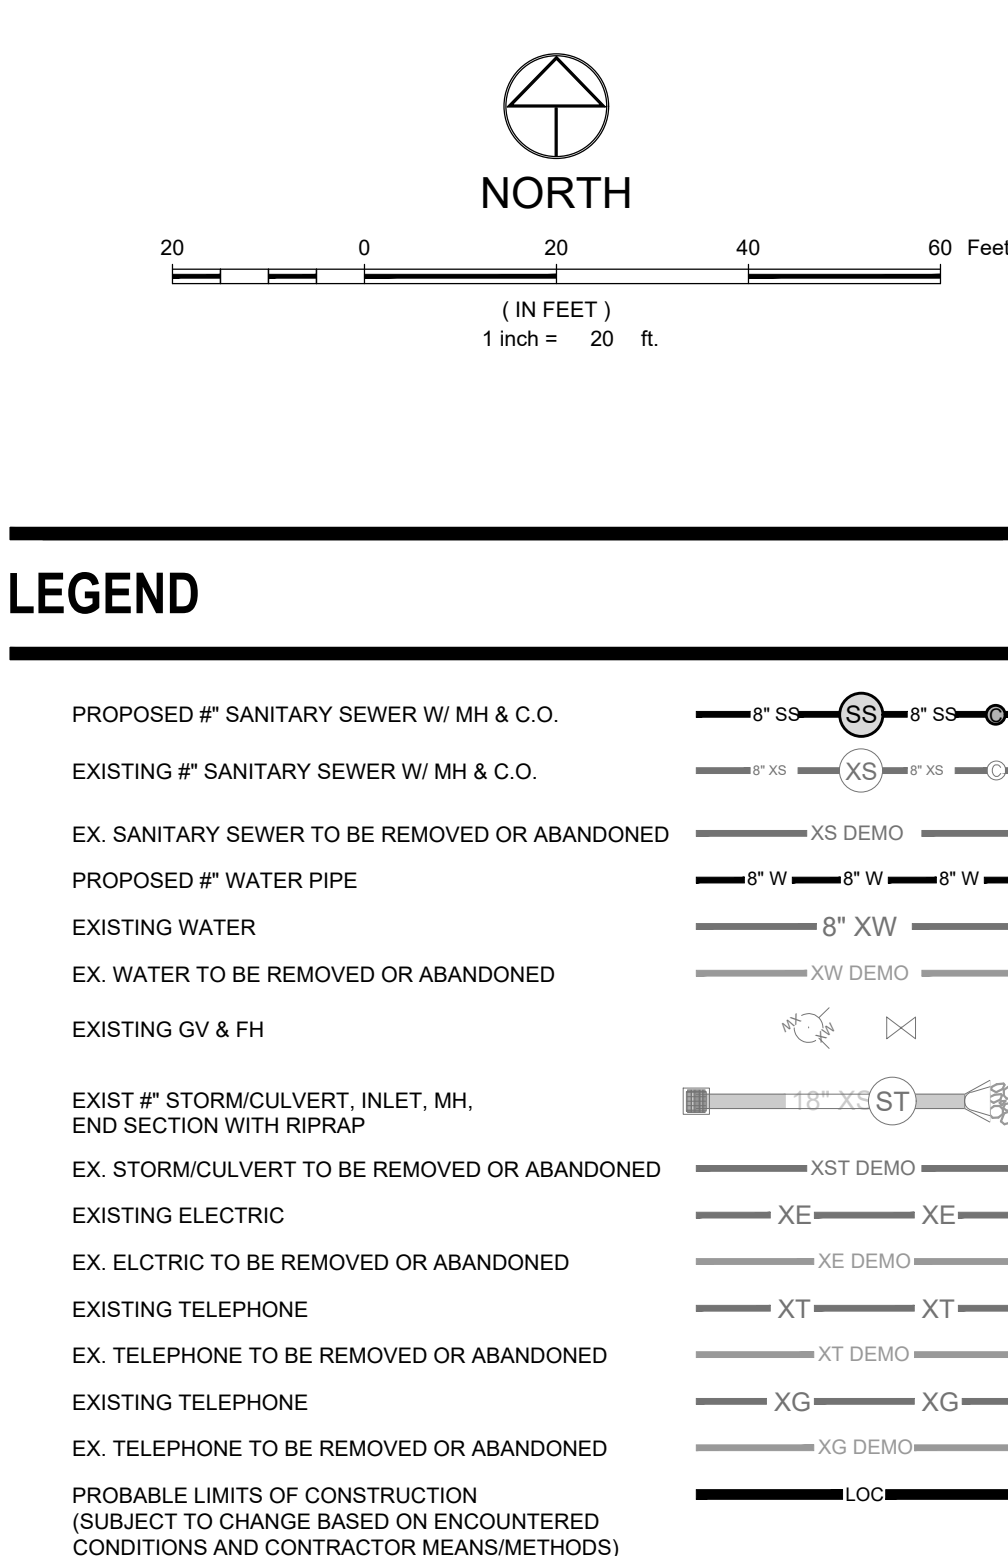 NORTH
20 0 20 40 60 Feet
( IN FEET )
1 inch = 20 ft.
LEGEND
PROPOSED #" SANITARY SEWER W/ MH & C.O. 8" SS SS 8" SS C
EXISTING #" SANITARY SEWER W/ MH & C.O. 8" XS XS 8" XS C
EX. SANITARY SEWER TO BE REMOVED OR ABANDONED XS DEMO
PROPOSED #" WATER PIPE 8" W 8" W 8" W
EXISTING WATER 8" XW
EX. WATER TO BE REMOVED OR ABANDONED XW DEMO
EXISTING GV & FH XW XW
EXIST #" STORM/CULVERT, INLET, MH, 18" XS ST
END SECTION WITH RIPRAP
EX. STORM/CULVERT TO BE REMOVED OR ABANDONED XST DEMO
EXISTING ELECTRIC XE XE
EX. ELCTRIC TO BE REMOVED OR ABANDONED XE DEMO
EXISTING TELEPHONE XT XT
EX. TELEPHONE TO BE REMOVED OR ABANDONED XT DEMO
EXISTING TELEPHONE XG XG
EX. TELEPHONE TO BE REMOVED OR ABANDONED XG DEMO
PROBABLE LIMITS OF CONSTRUCTION LOC
(SUBJECT TO CHANGE BASED ON ENCOUNTERED
CONDITIONS AND CONTRACTOR MEANS/METHODS)